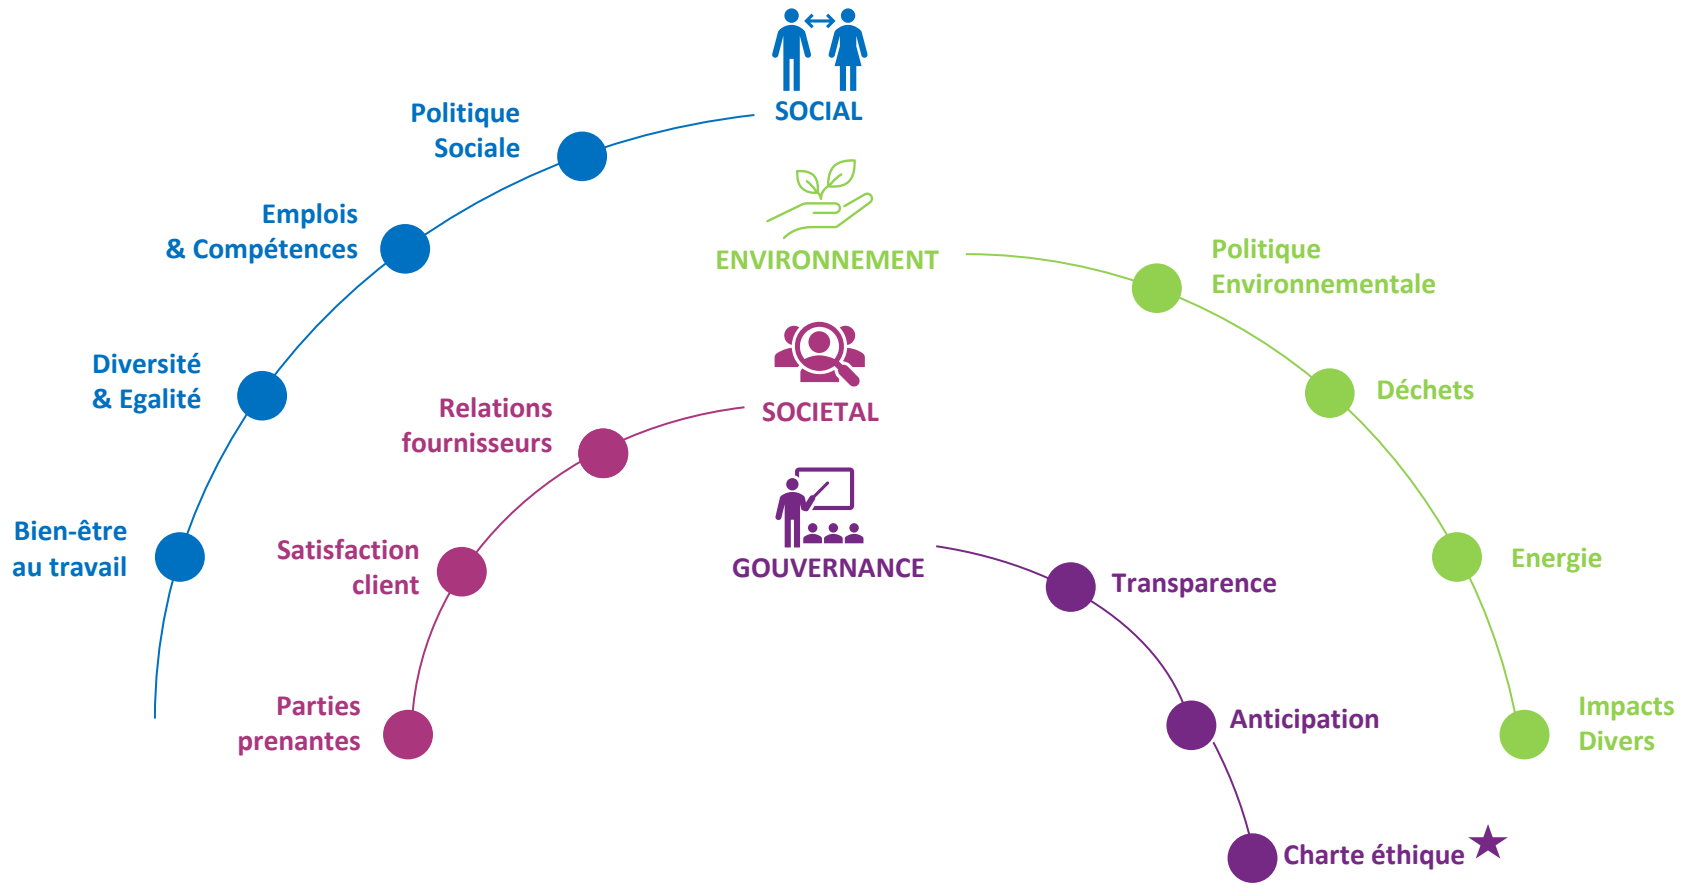 SOCIAL
Politique
Sociale
Emplois
& Compétences
Diversité
& Egalité
Bien-être
au travail
ENVIRONNEMENT
Politique
Environnementale
Déchets
Energie
Impacts
Divers
SOCIETAL
Relations
fournisseurs
Satisfaction
client
Parties
prenantes
GOUVERNANCE
Transparence
Anticipation
Charte éthique